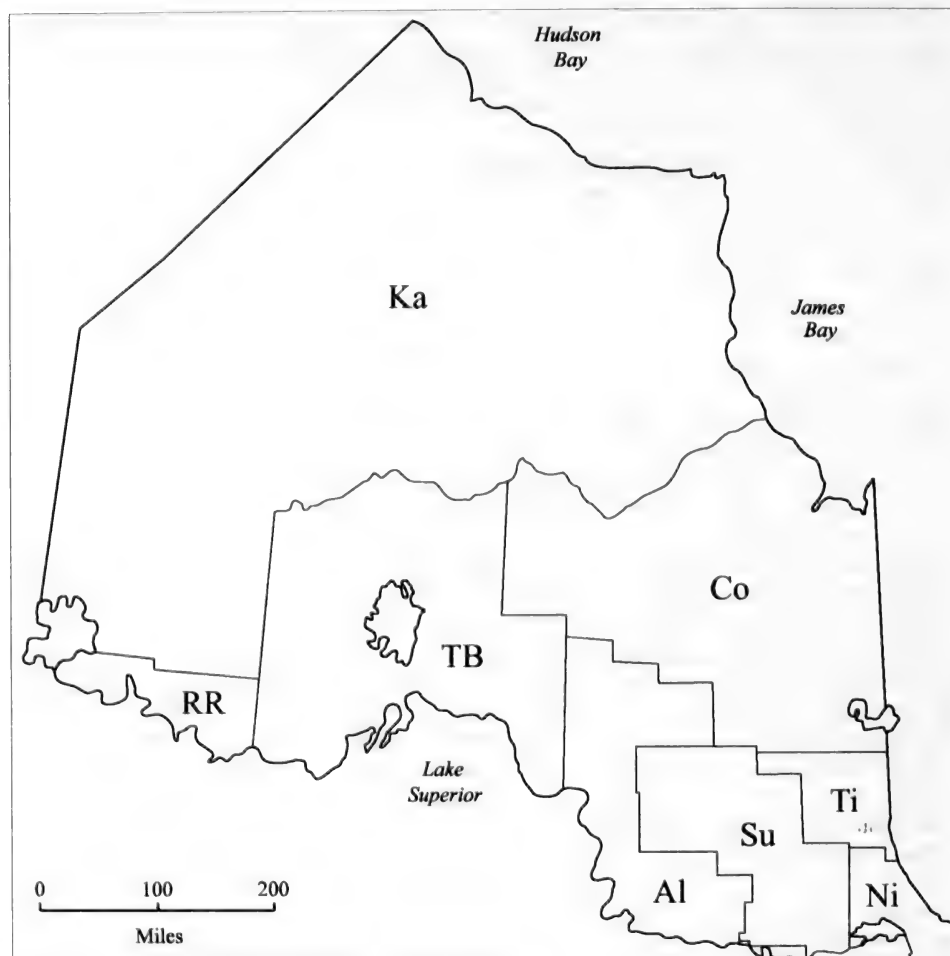 Hudson
Bay
Ka
James
Bay
Co
TB
RR
Lake
Superior
Ti
Su
Al
Ni
0 100 200
Miles